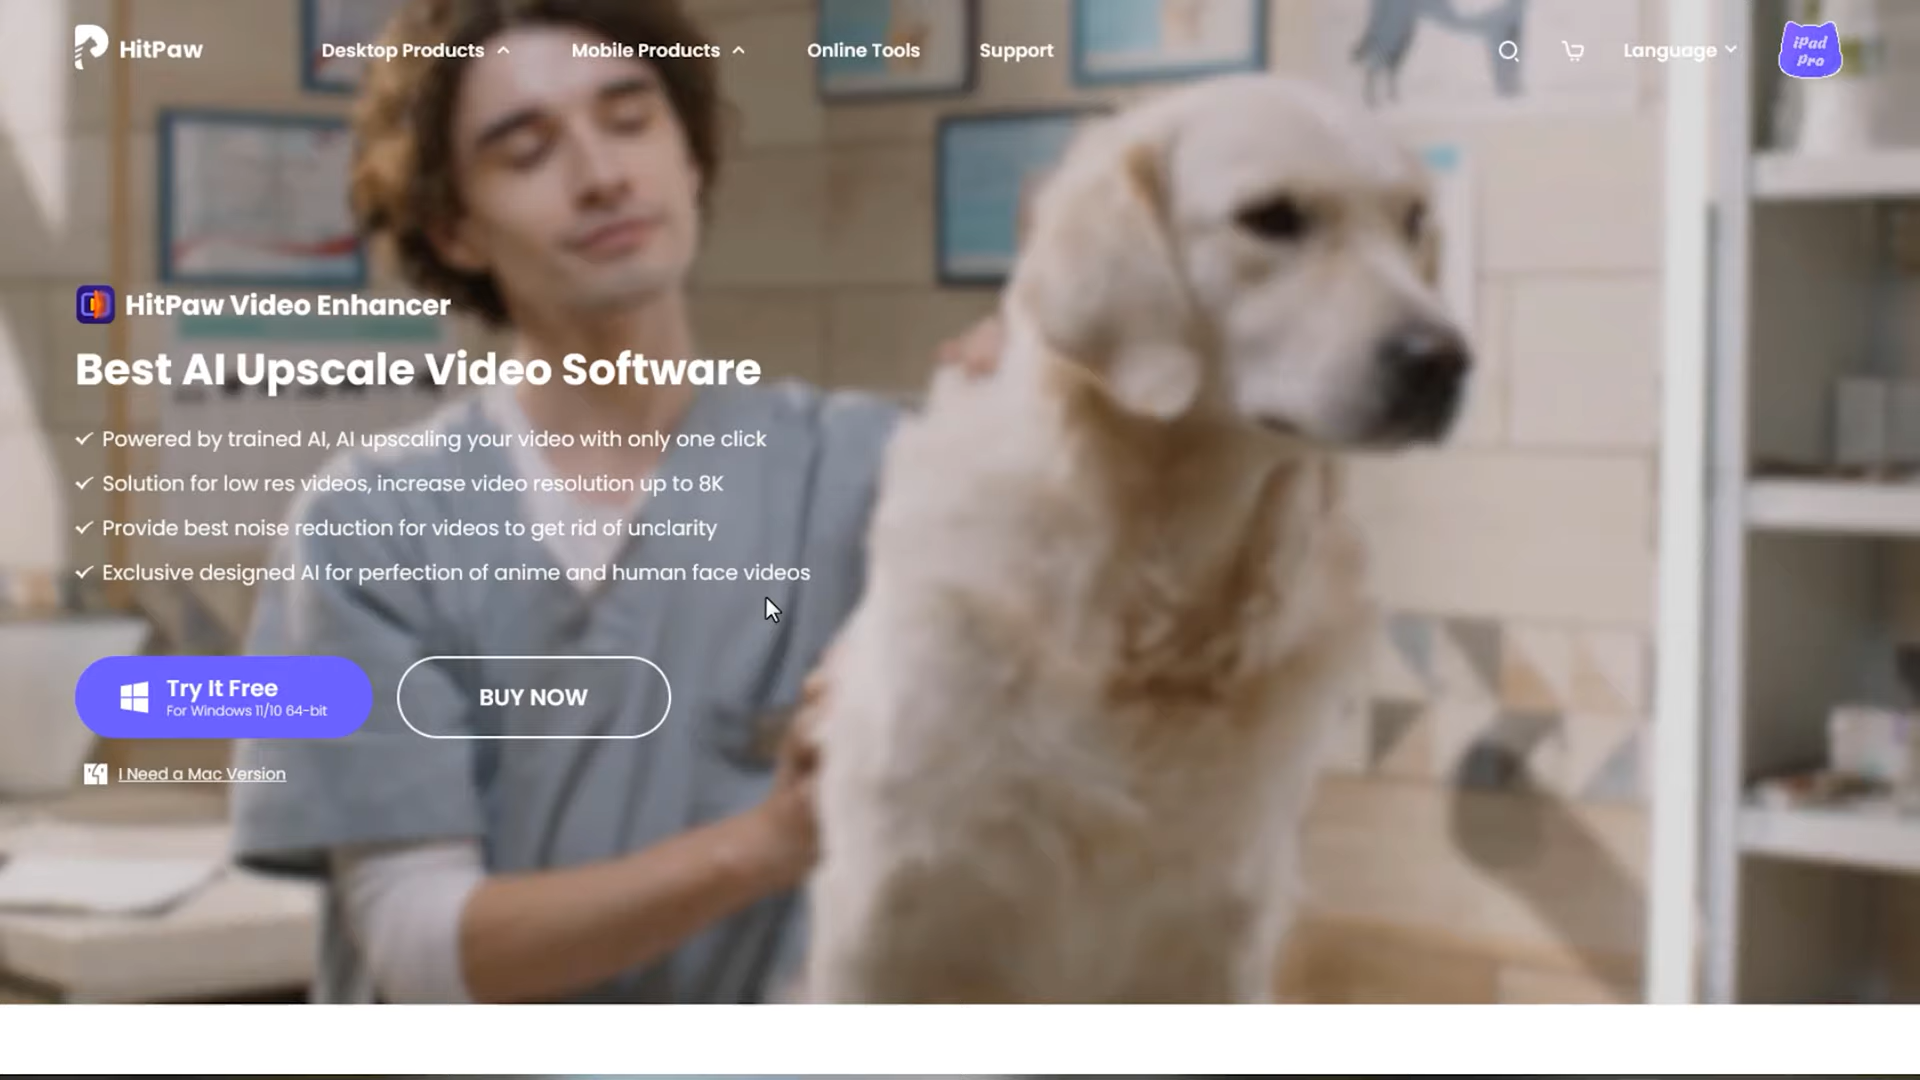 HitPaw
Desktop Products
Mobile Products
Online Tools
Support
Language
iPad
Pro
HitPaw Video Enhancer
Best AI Upscale Video Software
Powered by trained AI, AI upscaling your video with only one click
Solution for low res videos, increase video resolution up to 8K
Provide best noise reduction for videos to get rid of unclarity
Exclusive designed AI for perfection of anime and human face videos
Try It Free
For Windows 11/10 64-bit
BUY NOW
I Need a Mac Version